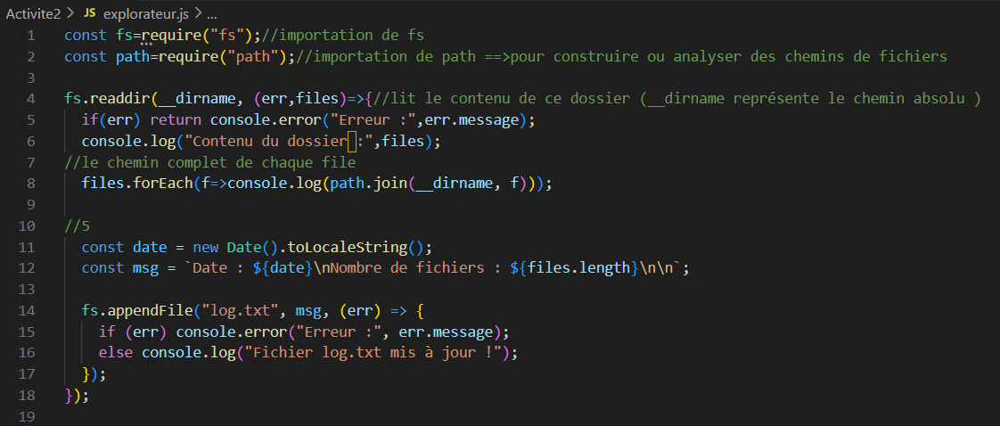 Activite2 > JS explorateur.js > ...
1 const fs=require("fs");//importation de fs
2 const path=require("path");//importation de path ==>pour construire ou analyser des chemins de fichiers
3
4 fs.readdir(__dirname, (err,files)=>{//lit le contenu de ce dossier (__dirname représente le chemin absolu )
5   if(err) return console.error("Erreur :",err.message);
6   console.log("Contenu du dossier :",files);
7 //le chemin complet de chaque file
8   files.forEach(f=>console.log(path.join(__dirname, f)));
9
10 //5
11   const date = new Date().toLocaleString();
12   const msg = `Date : ${date}\nNombre de fichiers : ${files.length}\n\n`;
13
14   fs.appendFile("log.txt", msg, (err) => {
15     if (err) console.error("Erreur :", err.message);
16     else console.log("Fichier log.txt mis à jour !");
17   });
18 });
19